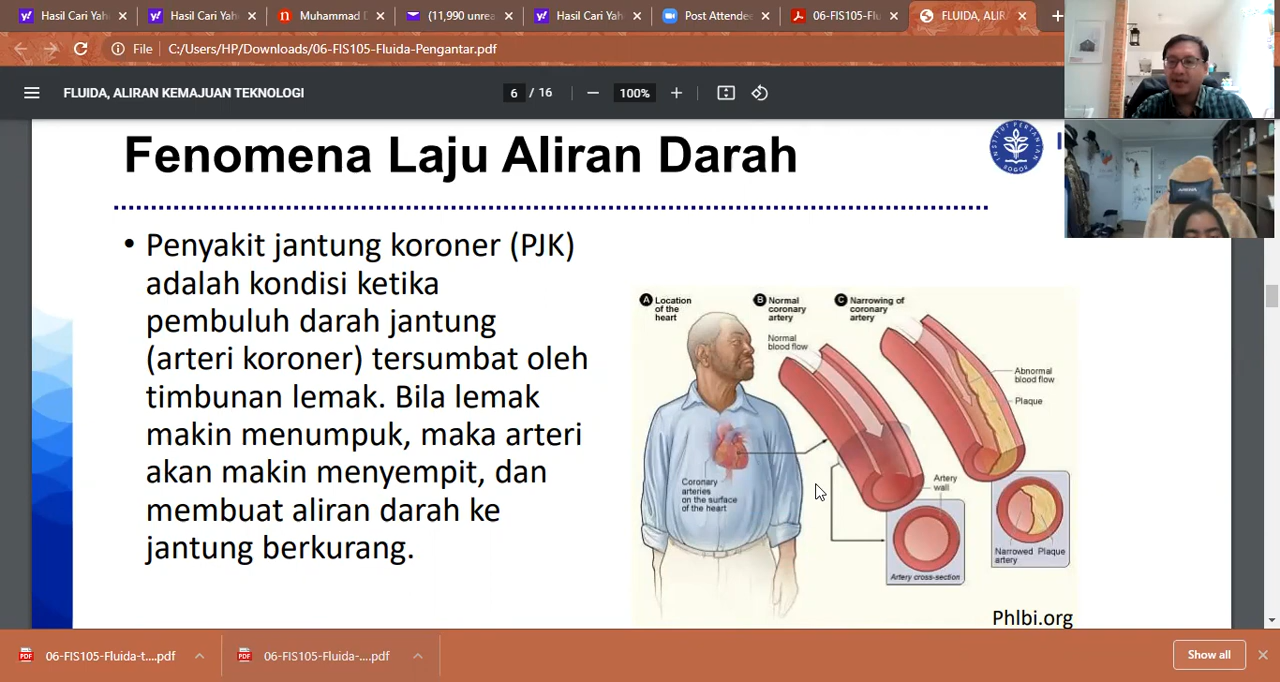 Hasil Cari Yah
Hasil Cari Yah
Muhammad D
(11,990 unrea
Hasil Cari Yah
Post Attendee
06-FIS105-Flu
FLUIDA, ALIR
File
C:/Users/HP/Downloads/06-FIS105-Fluida-Pengantar.pdf
FLUIDA, ALIRAN KEMAJUAN TEKNOLOGI
6 / 16
100%
Fenomena Laju Aliran Darah
INSTITUT PERTANIAN
BOGOR
• Penyakit jantung koroner (PJK)
adalah kondisi ketika
pembuluh darah jantung
(arteri koroner) tersumbat oleh
timbunan lemak. Bila lemak
makin menumpuk, maka arteri
akan makin menyempit, dan
membuat aliran darah ke
jantung berkurang.
A Location
of the
heart
B Normal
coronary
artery
Normal
blood flow
C Narrowing of
coronary
artery
Abnormal
blood flow
Plaque
Coronary
arteries
on the surface
of the heart
Artery
wall
Artery cross-section
Narrowed
artery
Plaque
Phlbi.org
06-FIS105-Fluida-t....pdf
06-FIS105-Fluida-....pdf
Show all